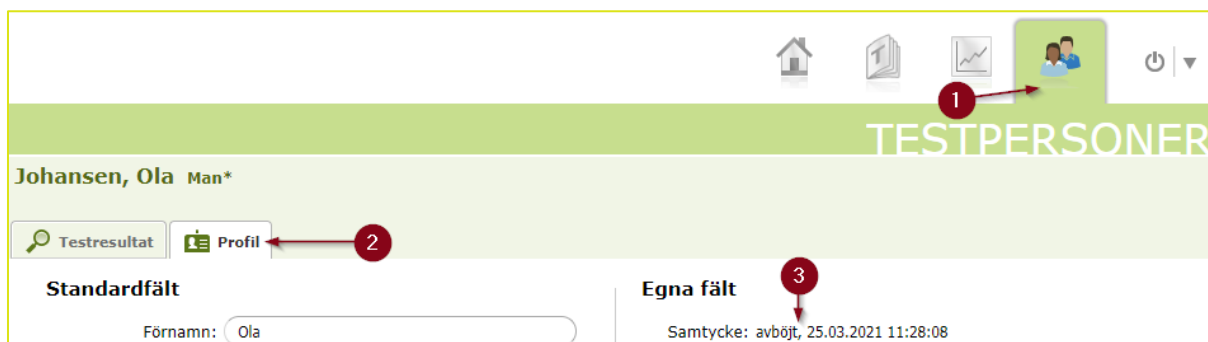 T
1
TESTPERSONER
Johansen, Ola Man*
Testresultat Profil 2
3
Standardfält Egna fält
Förnamn: Ola Samtycke: avböjt, 25.03.2021 11:28:08